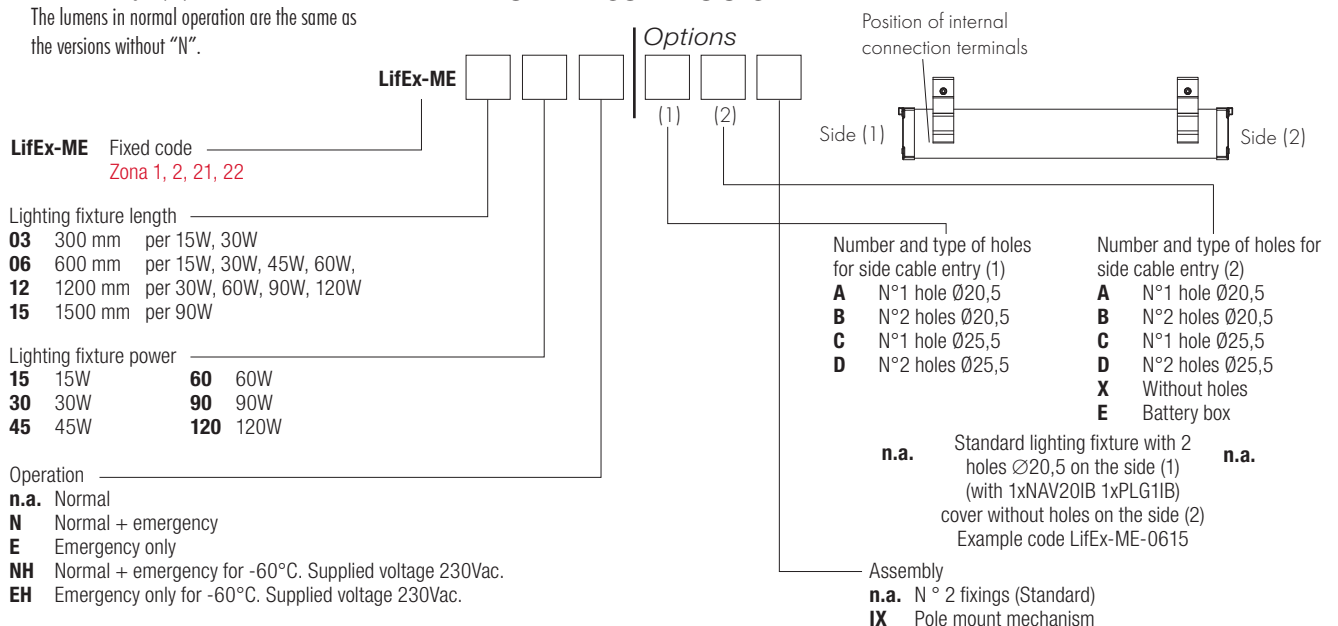 The lumens in normal operation are the same as
the versions without “N”.
Options
LifEx-ME
(1) (2)
Position of internal
connection terminals
Side (1)
Side (2)
LifEx-ME Fixed code
Zona 1, 2, 21, 22
Lighting fixture length
03 300 mm per 15W, 30W
06 600 mm per 15W, 30W, 45W, 60W,
12 1200 mm per 30W, 60W, 90W, 120W
15 1500 mm per 90W
Lighting fixture power
15 15W 60 60W
30 30W 90 90W
45 45W 120 120W
Operation
n.a. Normal
N Normal + emergency
E Emergency only
NH Normal + emergency for -60°C. Supplied voltage 230Vac.
EH Emergency only for -60°C. Supplied voltage 230Vac.
Number and type of holes
for side cable entry (1)
A N°1 hole Ø20,5
B N°2 holes Ø20,5
C N°1 hole Ø25,5
D N°2 holes Ø25,5
Number and type of holes for
side cable entry (2)
A N°1 hole Ø20,5
B N°2 holes Ø20,5
C N°1 hole Ø25,5
D N°2 holes Ø25,5
X Without holes
E Battery box
n.a. Standard lighting fixture with 2 n.a.
holes ∅20,5 on the side (1)
(with 1xNAV20IB 1xPLG1IB)
cover without holes on the side (2)
Example code LifEx-ME-0615
Assembly
n.a. N ° 2 fixings (Standard)
IX Pole mount mechanism